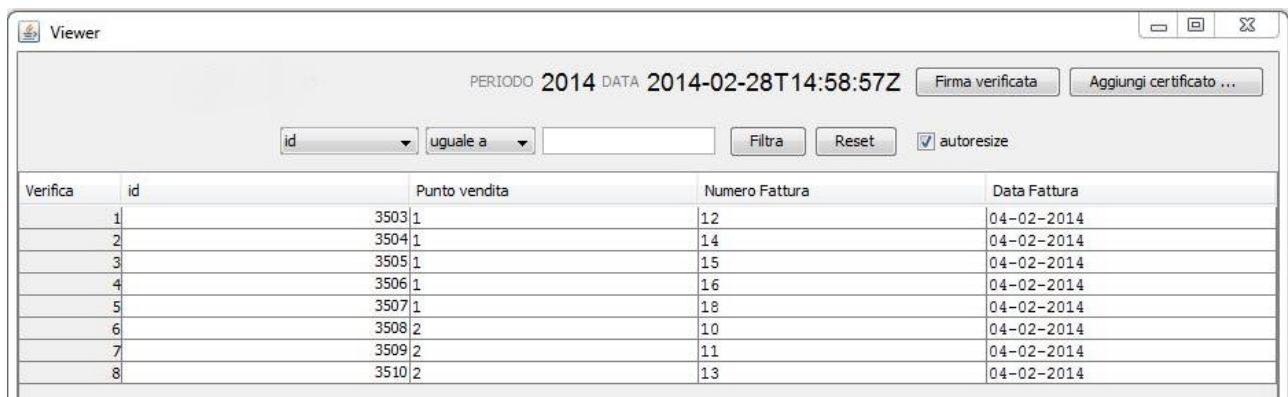 Viewer
PERIODO 2014 DATA 2014-02-28T14:58:57Z Firma verificata Aggiungi certificato ...
id uguale a Filtra Reset autoresize
Verifica id Punto vendita Numero Fattura Data Fattura
1 3503 1 12 04-02-2014
2 3504 1 14 04-02-2014
3 3505 1 15 04-02-2014
4 3506 1 16 04-02-2014
5 3507 1 18 04-02-2014
6 3508 2 10 04-02-2014
7 3509 2 11 04-02-2014
8 3510 2 13 04-02-2014